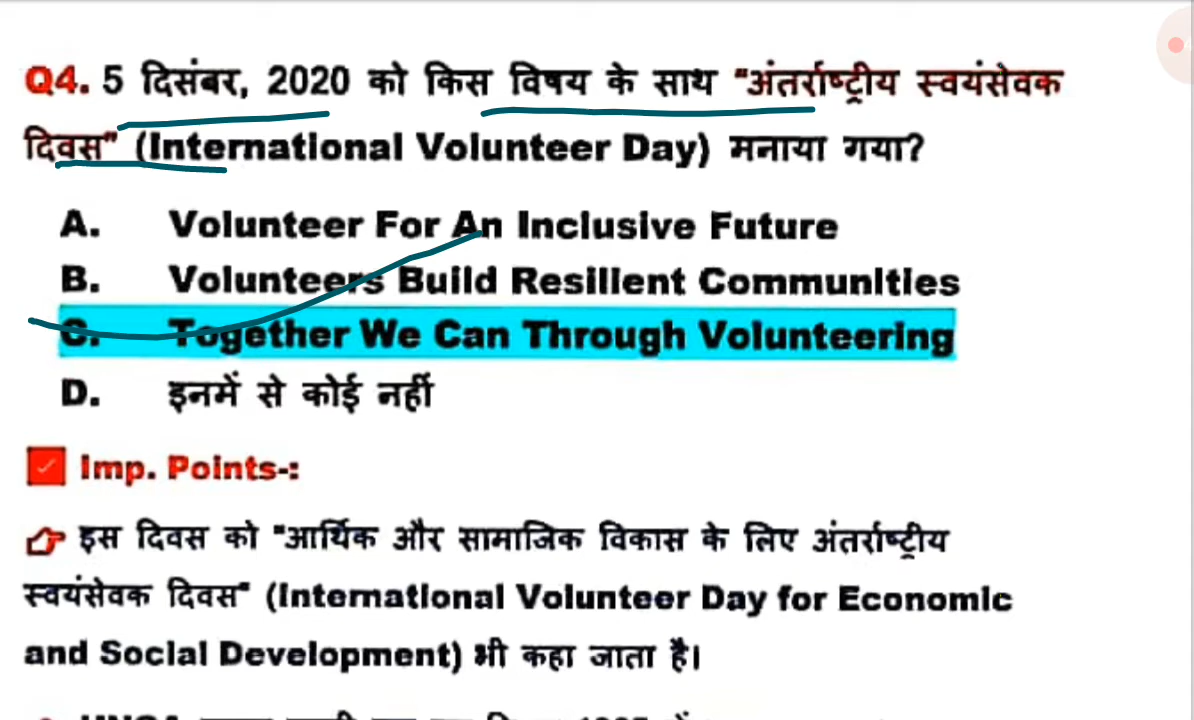 Q4. 5 दिसंबर, 2020 को किस विषय के साथ "अंतर्राष्ट्रीय स्वयंसेवक
दिवस" (International Volunteer Day) मनाया गया?
A. Volunteer For An Inclusive Future
B. Volunteers Build Resilient Communities
C. Together We Can Through Volunteering
D. इनमें से कोई नहीं
Imp. Points-:
इस दिवस को "आर्थिक और सामाजिक विकास के लिए अंतर्राष्ट्रीय
स्वयंसेवक दिवस" (International Volunteer Day for Economic
and Social Development) भी कहा जाता है।